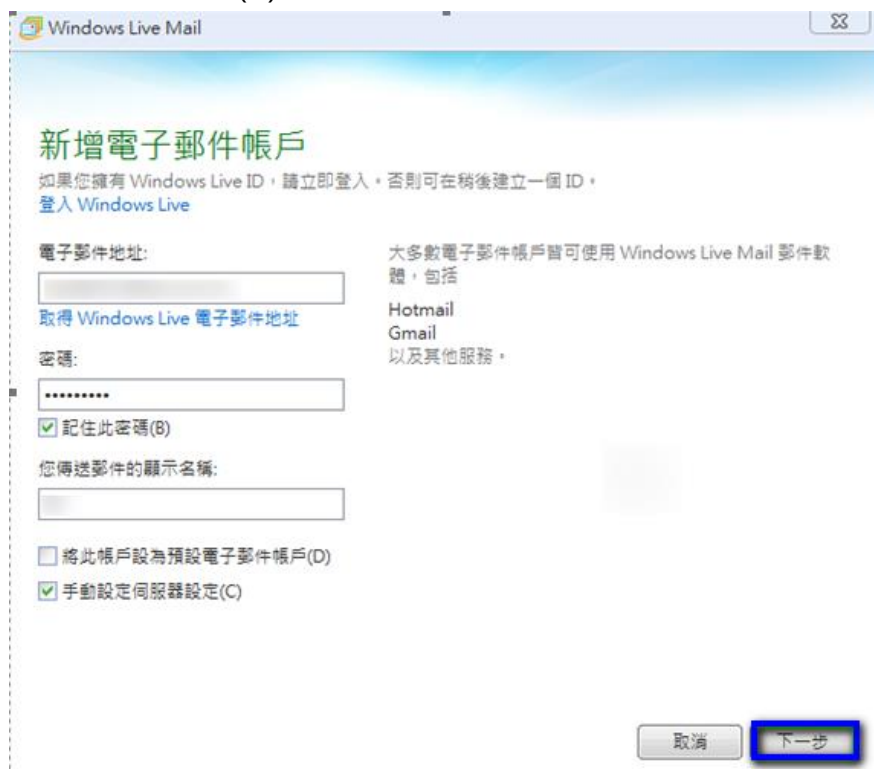 Windows Live Mail
新增電子郵件帳戶
如果您擁有 Windows Live ID，請立即登入。否則可在稍後建立一個 ID。
登入 Windows Live
電子郵件地址:
取得 Windows Live 電子郵件地址
密碼:
•••••••••
記住此密碼(B)
您傳送郵件的顯示名稱:
將此帳戶設為預設電子郵件帳戶(D)
手動設定伺服器設定(C)
大多數電子郵件帳戶皆可使用 Windows Live Mail 郵件軟
體，包括
Hotmail
Gmail
以及其他服務。
取消
下一步